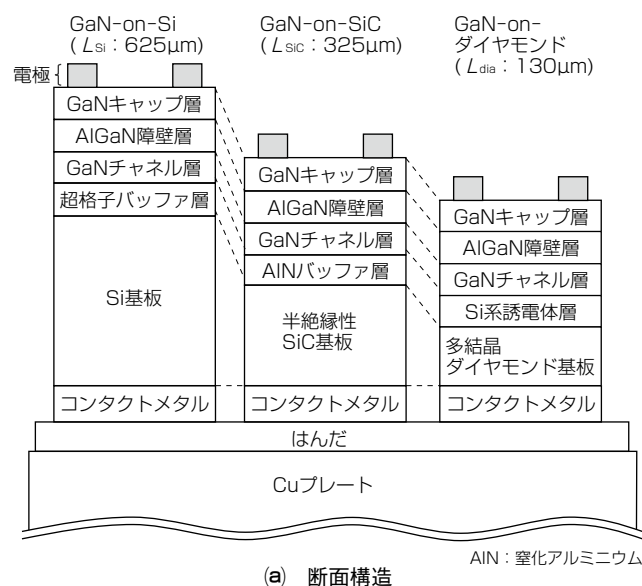 GaN-on-Si
(LSi：625μm)
GaN-on-SiC
(LSiC：325μm)
GaN-on-
ダイヤモンド
(Ldia：130μm)
電極
GaNキャップ層
AlGaN障壁層
GaNチャネル層
超格子バッファ層
Si基板
コンタクトメタル
GaNキャップ層
AlGaN障壁層
GaNチャネル層
AlNバッファ層
半絶縁性
SiC基板
コンタクトメタル
GaNキャップ層
AlGaN障壁層
GaNチャネル層
Si系誘電体層
多結晶
ダイヤモンド基板
コンタクトメタル
はんだ
Cuプレート
AlN：窒化アルミニウム
(a) 断面構造